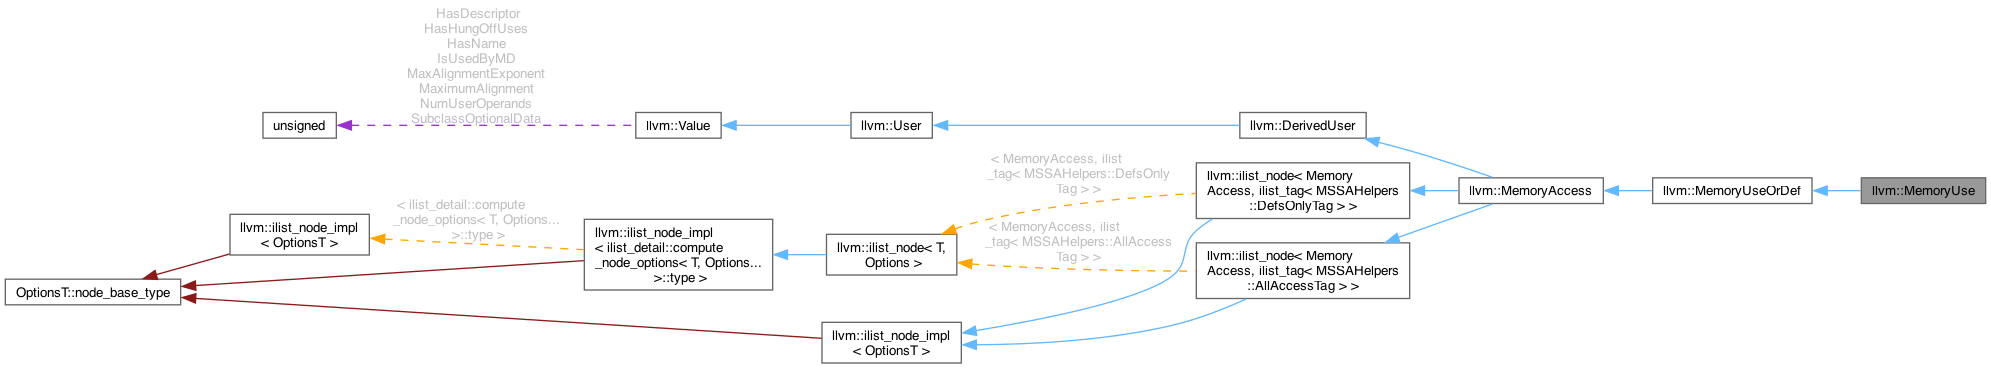 HasDescriptor
HasHungOffUses
HasName
IsUsedByMD
MaxAlignmentExponent
MaximumAlignment
NumUserOperands
SubclassOptionalData
unsigned
llvm::Value
llvm::User
llvm::DerivedUser
< MemoryAccess, ilist
_tag< MSSAHelpers::DefsOnly
Tag > >
llvm::ilist_node< Memory
Access, ilist_tag< MSSAHelpers
::DefsOnlyTag > >
llvm::MemoryAccess
llvm::MemoryUseOrDef
llvm::MemoryUse
llvm::ilist_node_impl
< OptionsT >
< ilist_detail::compute
_node_options< T, Options...
>::type >
llvm::ilist_node_impl
< ilist_detail::compute
_node_options< T, Options...
>::type >
llvm::ilist_node< T,
Options >
< MemoryAccess, ilist
_tag< MSSAHelpers::AllAccess
Tag > >
llvm::ilist_node< Memory
Access, ilist_tag< MSSAHelpers
::AllAccessTag > >
OptionsT::node_base_type
llvm::ilist_node_impl
< OptionsT >